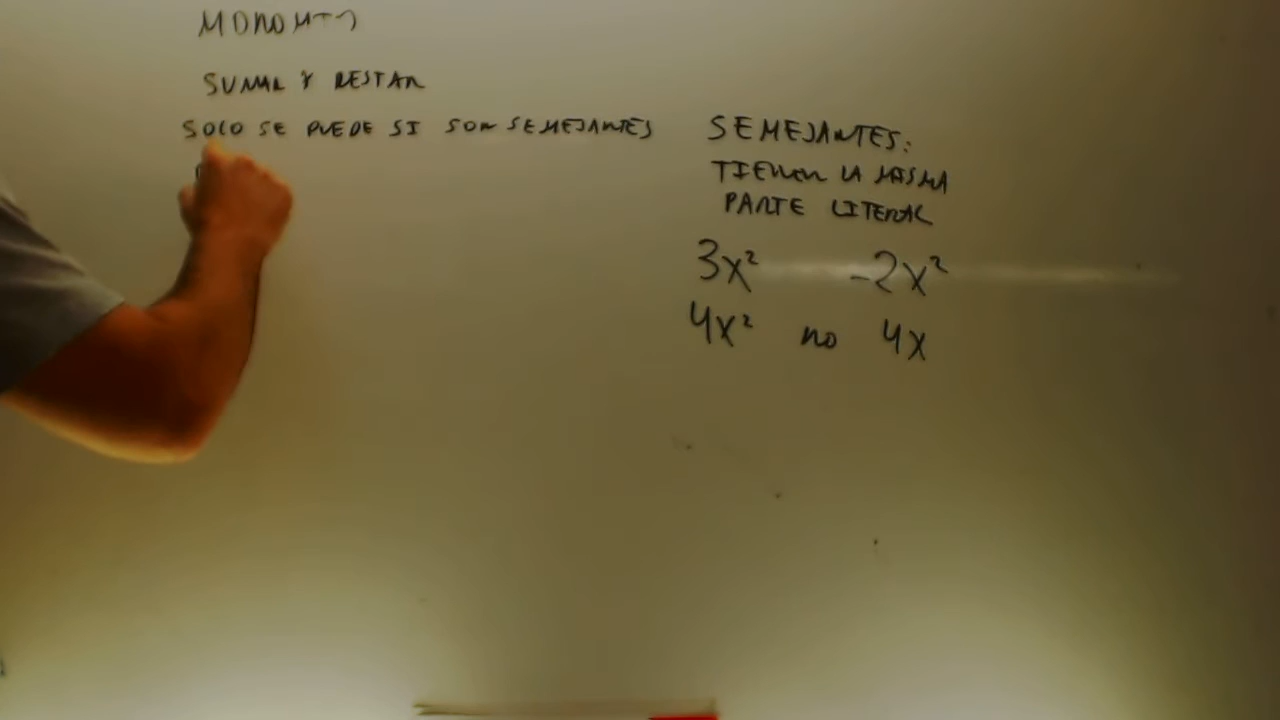 SUMAR Y RESTAR
SOLO SE PUEDE SI SON SEMEJANTES
SEMEJANTES:
TIENEN LA MISMA
PARTE LITERAL
3x² -2x²
4x² no 4x